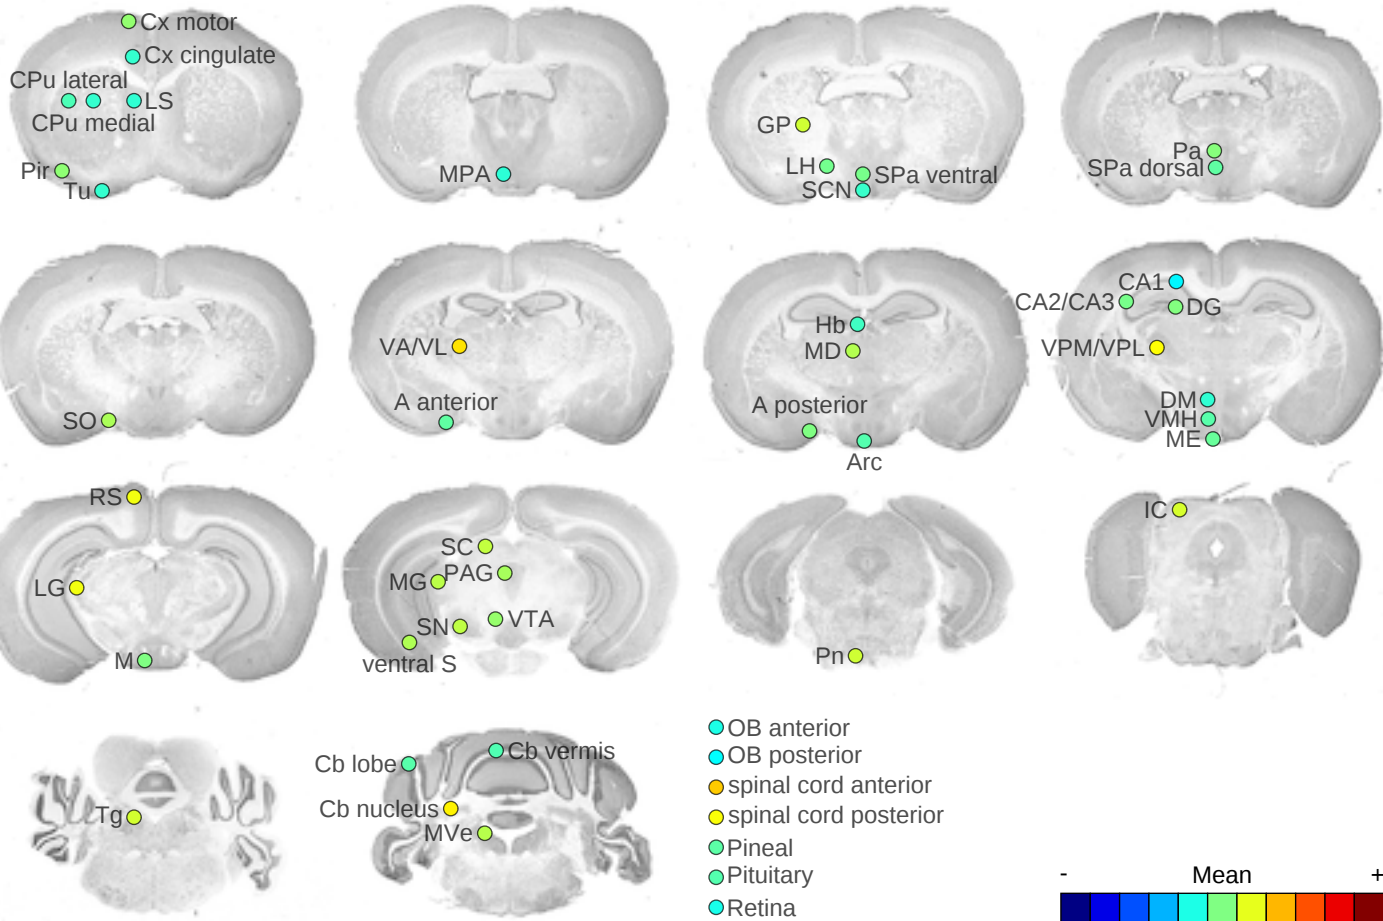 Cx motor
Cx cingulate
CPu lateral
LS
CPu medial
Pir
Tu
MPA
GP
LH
SPa ventral
SCN
Pa
SPa dorsal
SO
VA/VL
A anterior
Hb
MD
A posterior
Arc
CA1
CA2/CA3
DG
VPM/VPL
DM
VMH
ME
RS
LG
M
SC
MG
PAG
SN
VTA
ventral S
Pn
IC
Tg
Cb lobe
Cb vermis
Cb nucleus
MVe
OB anterior
OB posterior
spinal cord anterior
spinal cord posterior
Pineal
Pituitary
Retina
- Mean +